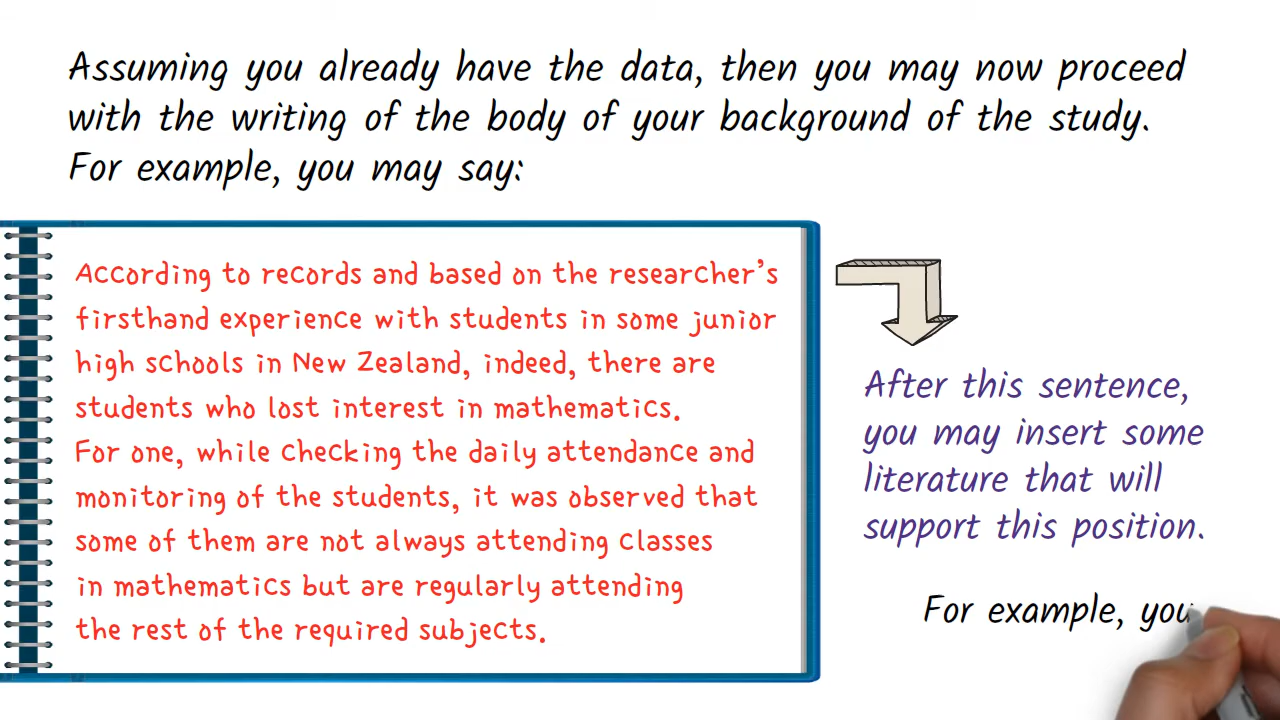 Assuming you already have the data, then you may now proceed
with the writing of the body of your background of the study.
For example, you may say:
According to records and based on the researcher's
firsthand experience with students in some junior
high schools in New Zealand, indeed, there are
students who lost interest in mathematics.
For one, while checking the daily attendance and
monitoring of the students, it was observed that
some of them are not always attending classes
in mathematics but are regularly attending
the rest of the required subjects.
After this sentence,
you may insert some
literature that will
support this position.
For example, you